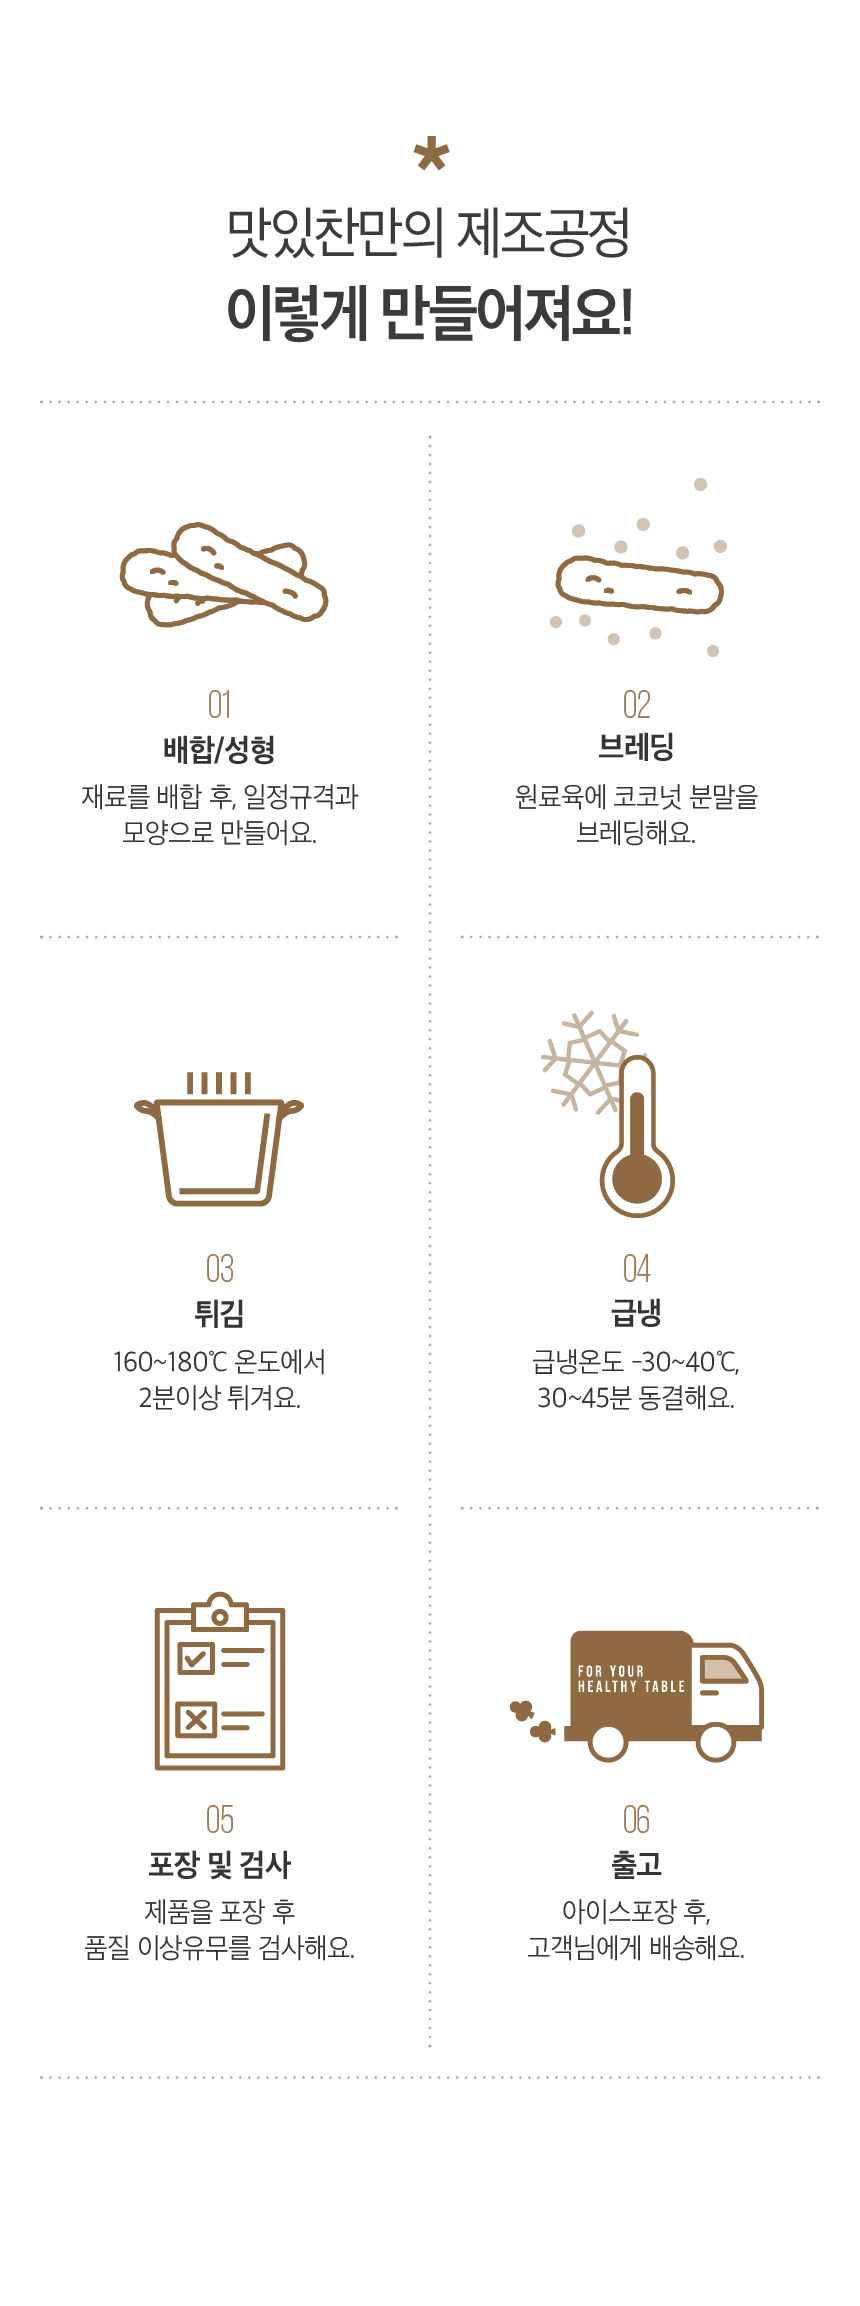 *
맛있찬만의 제조공정
이렇게 만들어져요!
01
배합/성형
재료를 배합 후, 일정규격과
모양으로 만들어요.
02
브레딩
원료육에 코코넛 분말을
브레딩해요.
03
튀김
160~180℃ 온도에서
2분이상 튀겨요.
04
급냉
급냉온도 -30~40℃,
30~45분 동결해요.
05
포장 및 검사
제품을 포장 후
품질 이상유무를 검사해요.
FOR YOUR
HEALTHY TABLE
06
출고
아이스포장 후,
고객님에게 배송해요.